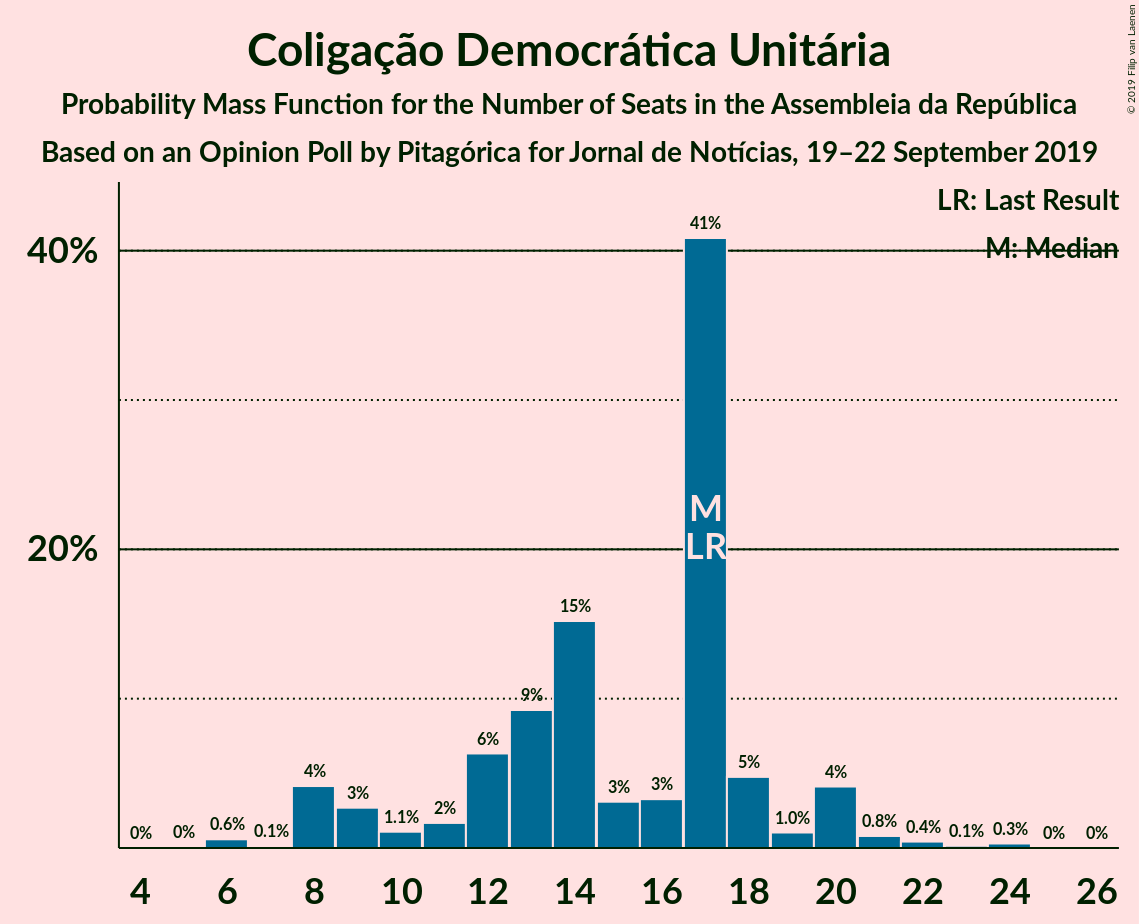 Coligação Democrática Unitária
Probability Mass Function for the Number of Seats in the Assembleia da República
Based on an Opinion Poll by Pitagórica for Jornal de Notícias, 19–22 September 2019
© 2019 Filip van Laenen
LR: Last Result
M: Median
40%
20%
0%
0%
0.6%
0.1%
4%
3%
1.1%
2%
6%
9%
15%
3%
3%
41%
5%
1.0%
4%
0.8%
0.4%
0.1%
0.3%
0%
0%
M
LR
4 6 8 10 12 14 16 18 20 22 24 26